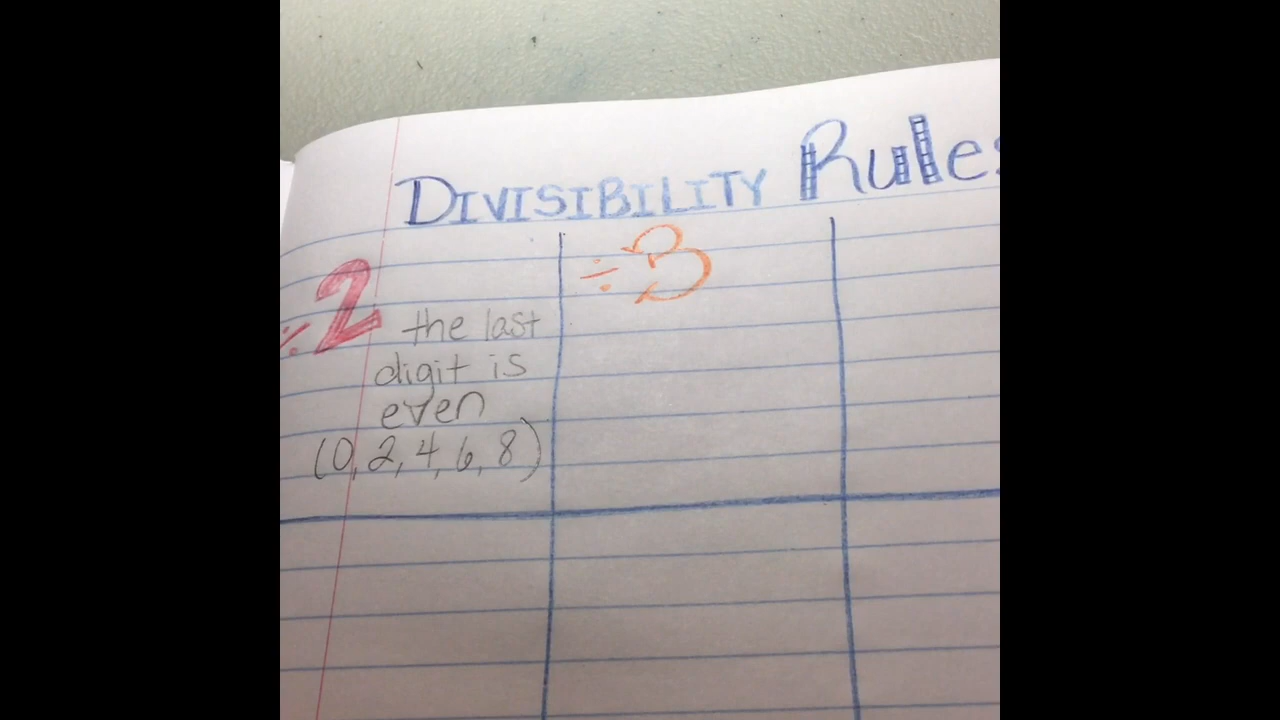 DIVISIBILITY Rules
÷2
the last
digit is
even
(0, 2, 4, 6, 8)
÷3